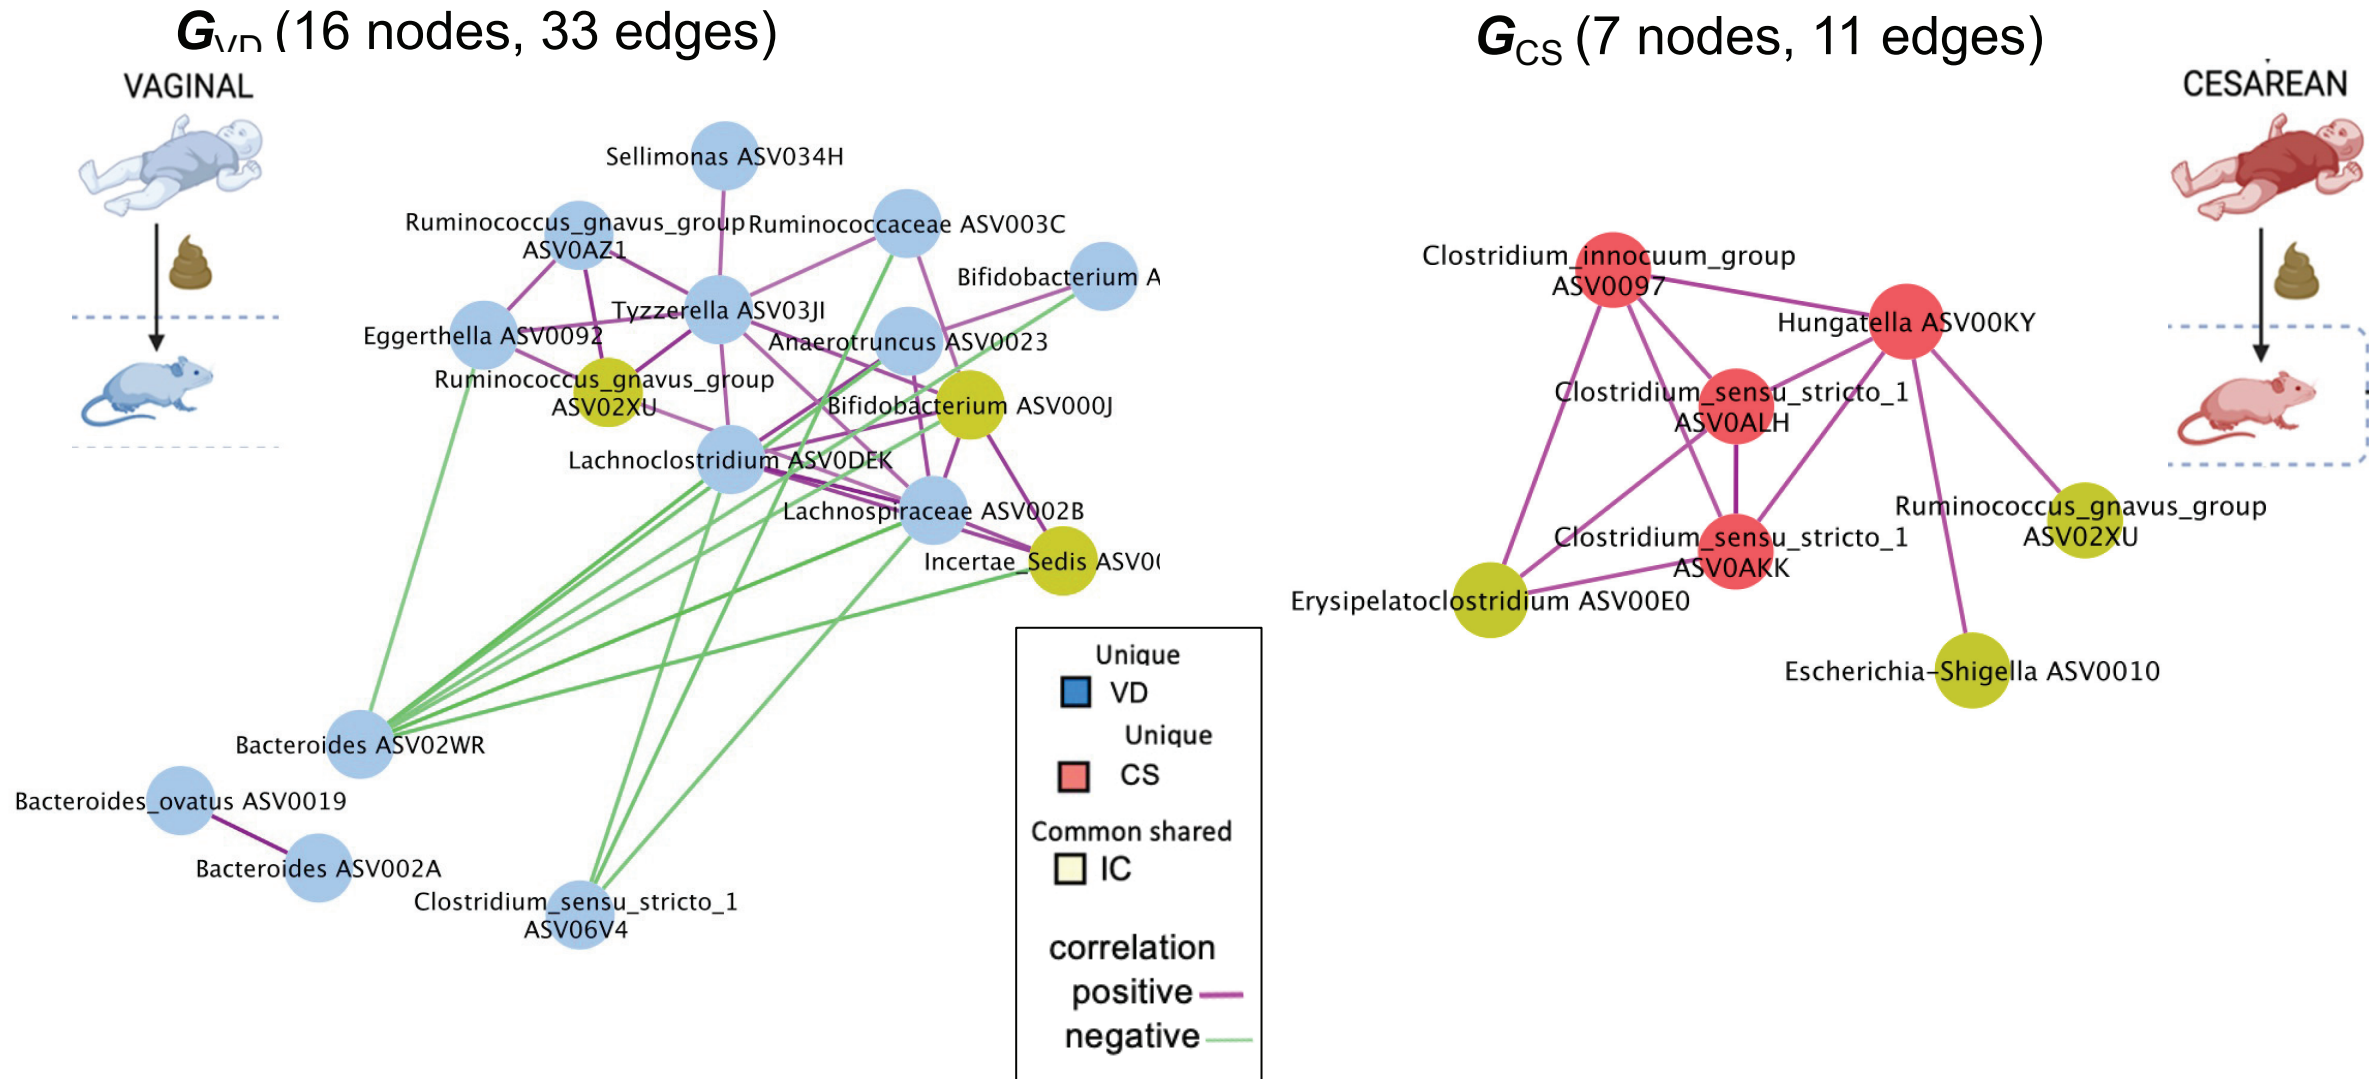 G_VD (16 nodes, 33 edges)
VAGINAL
Sellimonas ASV034H
Ruminococcus_gnavus_group
ASV0AZ1
Ruminococcaceae ASV003C
Bifidobacterium A
Tyzzerella ASV03JI
Eggerthella ASV0092
Anaerotruncus ASV0023
Ruminococcus_gnavus_group
ASV02XU
Bifidobacterium ASV000J
Lachnoclostridium ASV0DEK
Lachnospiraceae ASV002B
Incertae_Sedis ASV00
Bacteroides ASV02WR
Bacteroides_ovatus ASV0019
Bacteroides ASV002A
Clostridium_sensu_stricto_1
ASV06V4
Unique
VD
Unique
CS
Common shared
IC
correlation
positive
negative
G_CS (7 nodes, 11 edges)
CESAREAN
Clostridium_innocuum_group
ASV0097
Hungatella ASV00KY
Clostridium_sensu_stricto_1
ASV0ALH
Ruminococcus_gnavus_group
ASV02XU
Clostridium_sensu_stricto_1
ASV0AKK
Erysipelatoclostridium ASV00E0
Escherichia-Shigella ASV0010